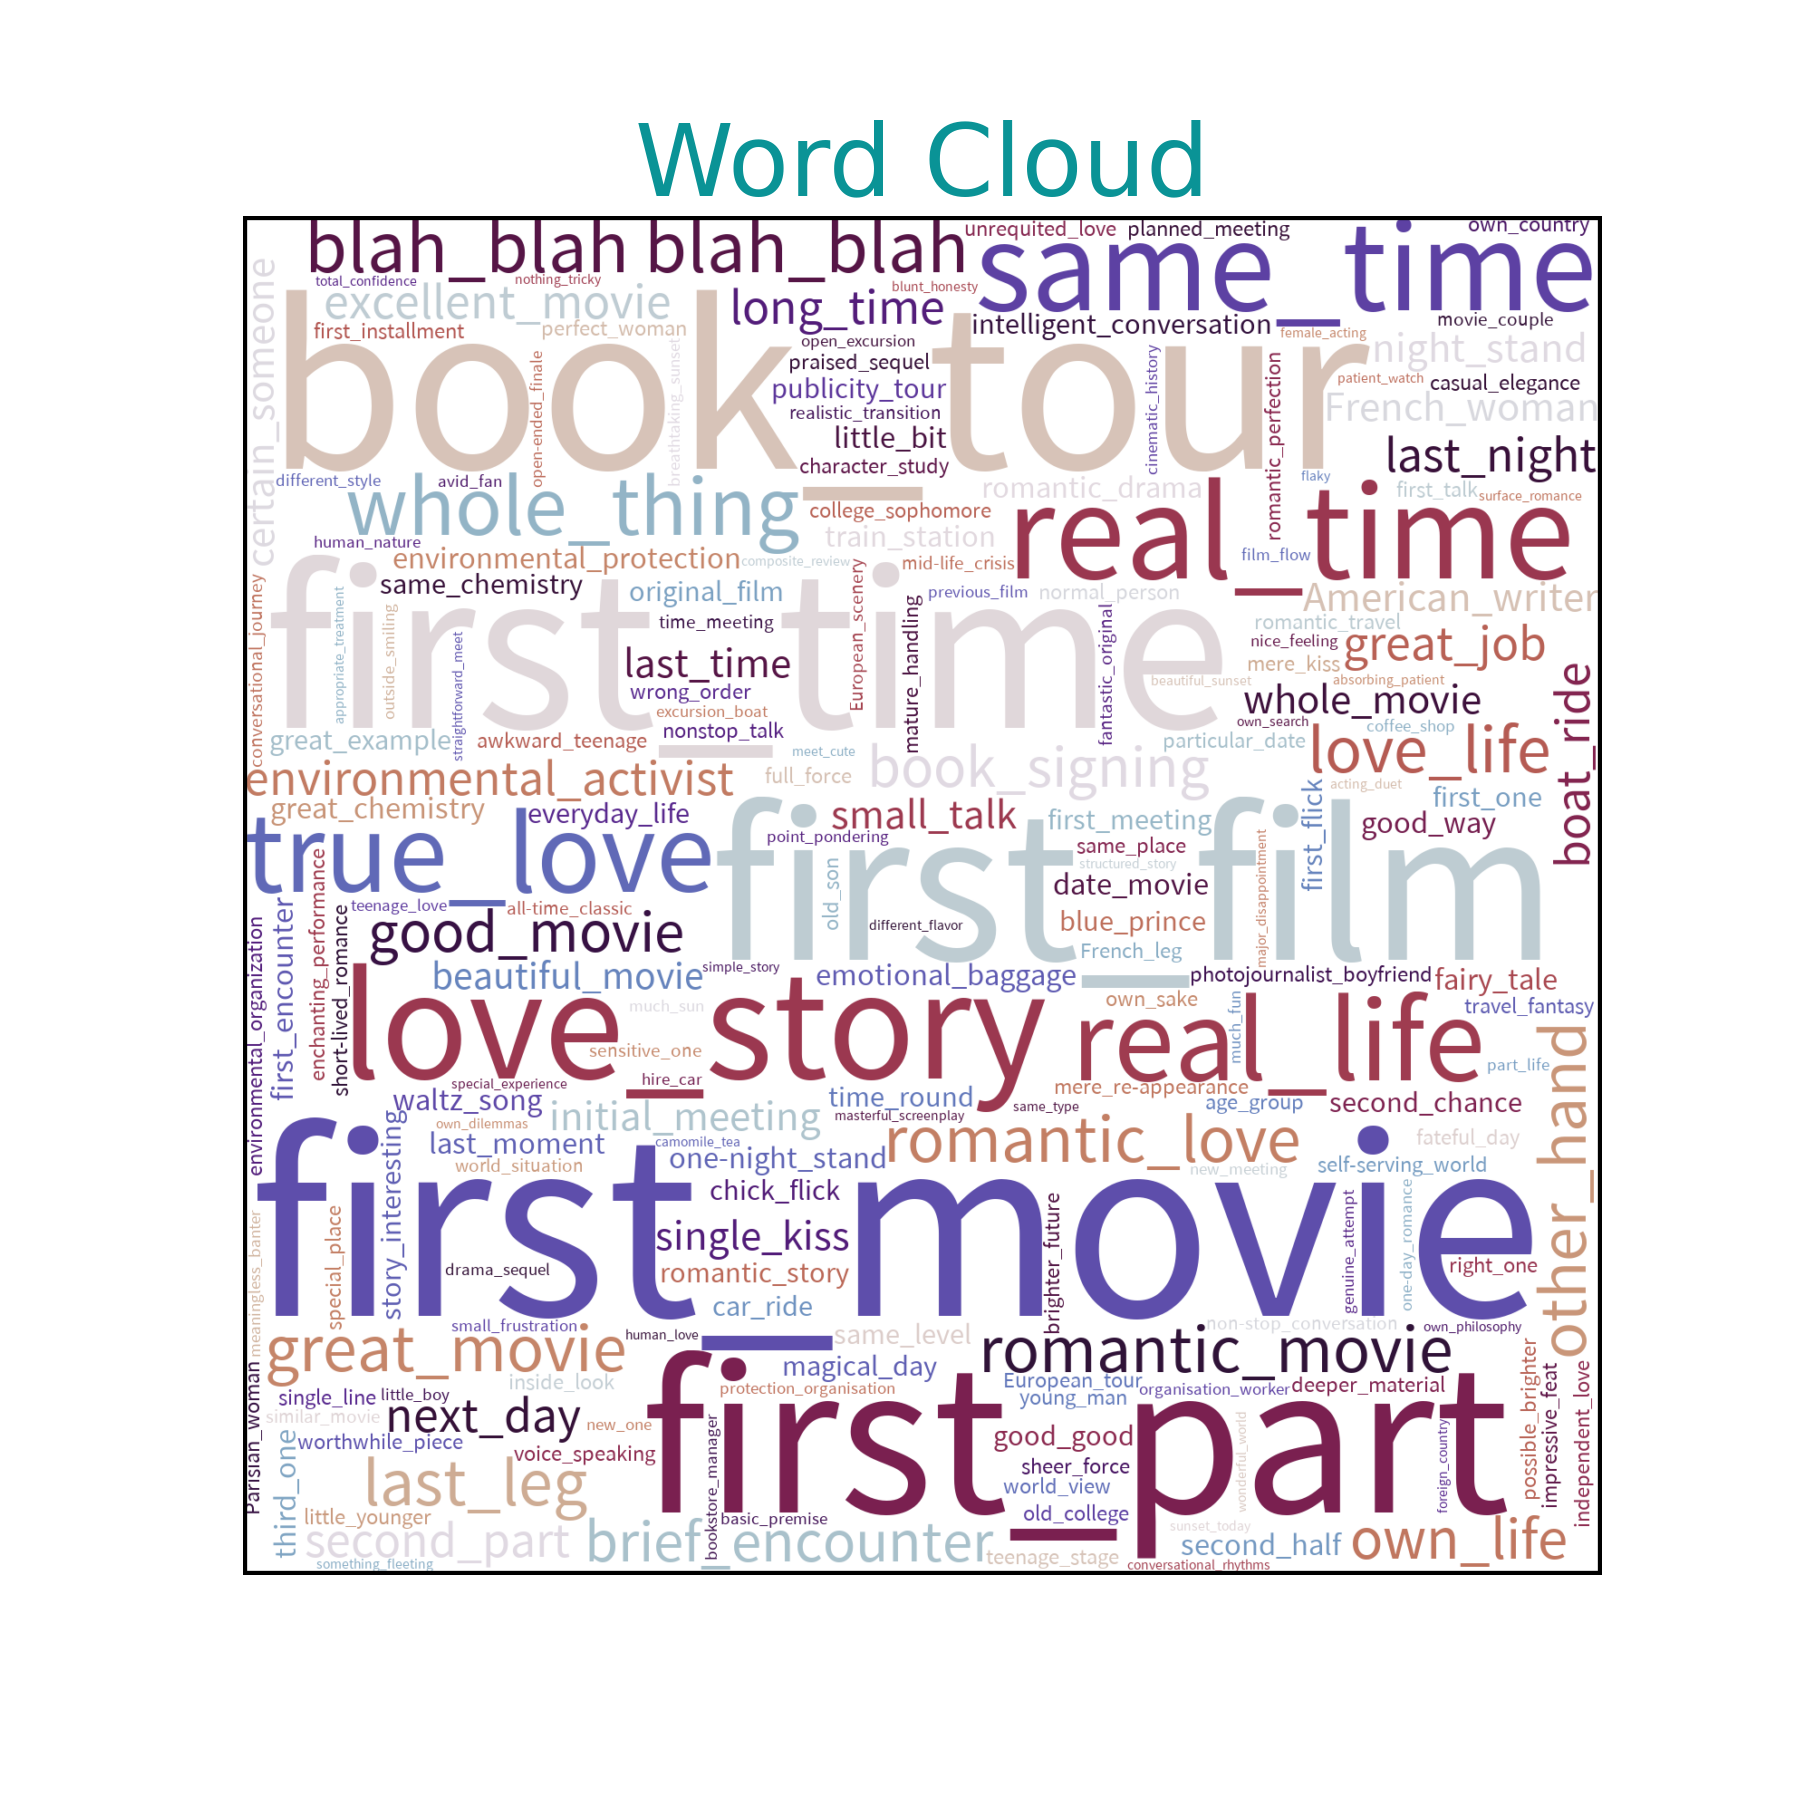 Word Cloud
blah_blah blah_blah
unrequited_love
planned_meeting
own_country
same_time
total_confidence
nothing_tricky
blunt_honesty
certain_someone
excellent_movie
long_time
book_tour
first_installment
perfect_woman
intelligent_conversation
movie_couple
female_acting
open_excursion
praised_sequel
night_stand
open-ended_finale
breathtaking_sunset
publicity_tour
cinematic_history
romantic_perfection
patient_watch
casual_elegance
realistic_transition
French_woman
little_bit
character_study
last_night
different_style
avid_fan
flaky
whole_thing
romantic_drama
real_time
first_talk
surface_romance
college_sophomore
train_station
human_nature
environmental_protection
composite_review
mid-life_crisis
film_flow
first_time
same_chemistry
original_film
European_scenery
previous_film
normal_person
American_writer
conversational_journey
appropriate_treatment
outside_smiling
straightforward_meet
time_meeting
mature_handling
fantastic_original
romantic_travel
nice_feeling
great_job
last_time
mere_kiss
wrong_order
beautiful_sunset
absorbing_patient
whole_movie
boat_ride
excursion_boat
own_search
coffee_shop
nonstop_talk
great_example
awkward_teenage
meet_cute
particular_date
love_life
environmental_activist
full_force
book_signing
acting_duet
first_one
great_chemistry
everyday_life
small_talk
first_meeting
first_flick
good_way
true_love
point_pondering
first_film
same_place
structured_story
major_disappointment
old_son
date_movie
teenage_love
all-time_classic
blue_prince
different_flavor
good_movie
French_leg
environmental_organization
first_encounter
enchanting_performance
short-lived_romance
beautiful_movie
simple_story
emotional_baggage
photojournalist_boyfriend
fairy_tale
love_story
much_sun
own_sake
real_life
much_fun
travel_fantasy
sensitive_one
part_life
other_hand
special_experience
hire_car
mere_re-appearance
waltz_song
initial_meeting
time_round
same_type
age_group
second_chance
masterful_screenplay
own_dilemmas
first_movie
story_interesting
last_moment
camomile_tea
romantic_love
fateful_day
world_situation
one-night_stand
new_meeting
self-serving_world
chick_flick
meaningless_banter
special_place
single_kiss
brighter_future
genuine_attempt
one-day_romance
drama_sequel
romantic_story
right_one
car_ride
small_frustration
human_love
same_level
non-stop_conversation
own_philosophy
great_movie
romantic_movie
magical_day
Parisian_woman
inside_look
protection_organisation
European_tour
organisation_worker
deeper_material
possible_brighter
impressive_feat
independent_love
single_line
little_boy
young_man
first_part
similar_movie
next_day
new_one
bookstore_manager
good_good
wonderful_world
foreign_country
third_one
worthwhile_piece
voice_speaking
sheer_force
last_leg
world_view
little_younger
basic_premise
old_college
sunset_today
second_part
brief_encounter
second_half
own_life
teenage_stage
something_fleeting
conversational_rhythms